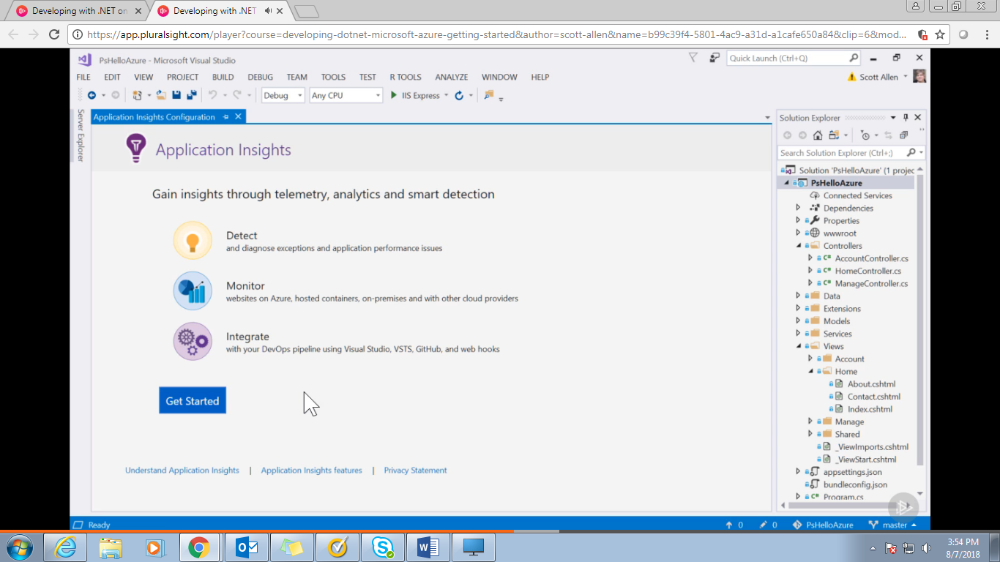 Developing with .NET on
Developing with .NET
https://app.pluralsight.com/player?course=developing-dotnet-microsoft-azure-getting-started&author=scott-allen&name=b99c39f4-5801-4ac9-a31d-a1cafe650a84&clip=6&mod...
PsHelloAzure - Microsoft Visual Studio
Quick Launch (Ctrl+Q)
FILE EDIT VIEW PROJECT BUILD DEBUG TEAM TOOLS TEST R TOOLS ANALYZE WINDOW HELP
Scott Allen
Debug Any CPU IIS Express
Server Explorer
Application Insights Configuration
Application Insights
Gain insights through telemetry, analytics and smart detection
Detect
and diagnose exceptions and application performance issues
Monitor
websites on Azure, hosted containers, on-premises and with other cloud providers
Integrate
with your DevOps pipeline using Visual Studio, VSTS, GitHub, and web hooks
Get Started
Understand Application Insights | Application Insights features | Privacy Statement
Solution Explorer
Search Solution Explorer (Ctrl+;)
Solution 'PsHelloAzure' (1 projec
PsHelloAzure
Connected Services
Dependencies
Properties
wwwroot
Controllers
C# AccountController.cs
C# HomeController.cs
C# ManageController.cs
Data
Extensions
Models
Services
Views
Account
Home
About.cshtml
Contact.cshtml
Index.cshtml
Manage
Shared
_ViewImports.cshtml
_ViewStart.cshtml
appsettings.json
bundleconfig.json
C# Program.cs
Ready
0 0 PsHelloAzure master
3:54 PM
8/7/2018